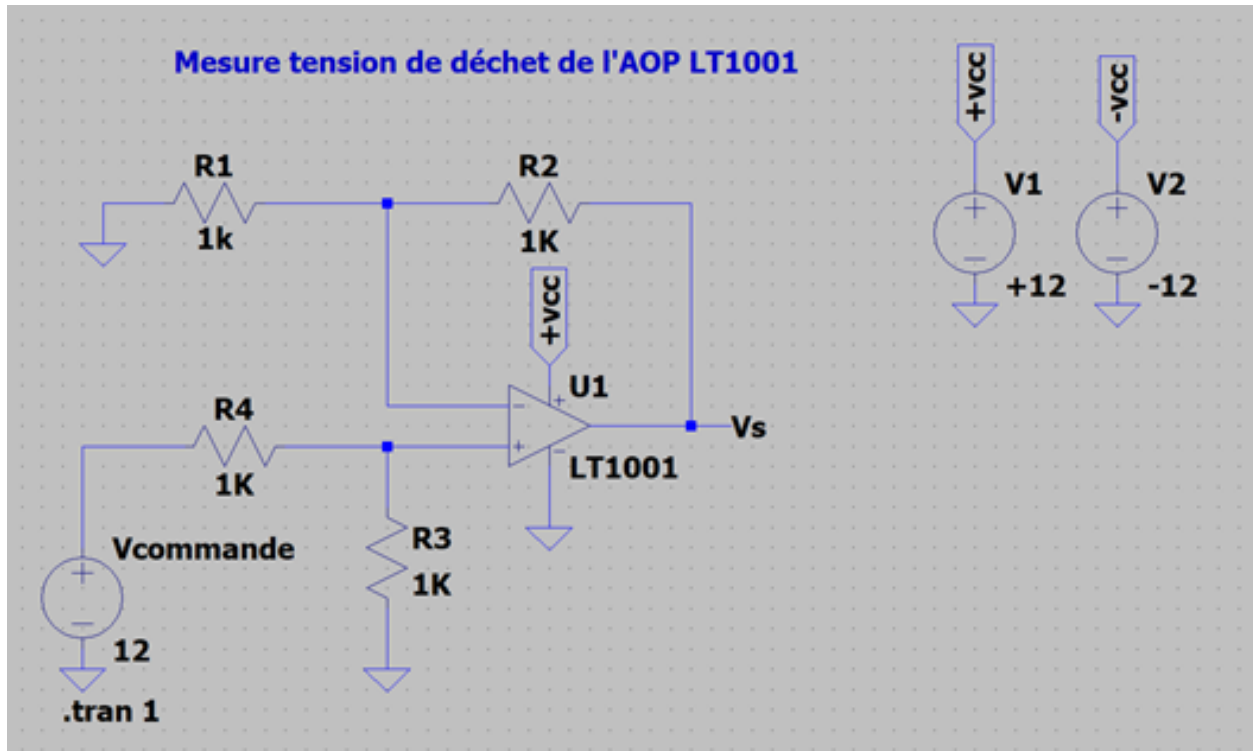 Mesure tension de déchet de l'AOP LT1001
+vcc
-vcc
R1
1k
R2
1K
V1
+12
V2
-12
+vcc
U1
LT1001
Vs
R4
1K
R3
1K
Vcommande
12
.tran 1